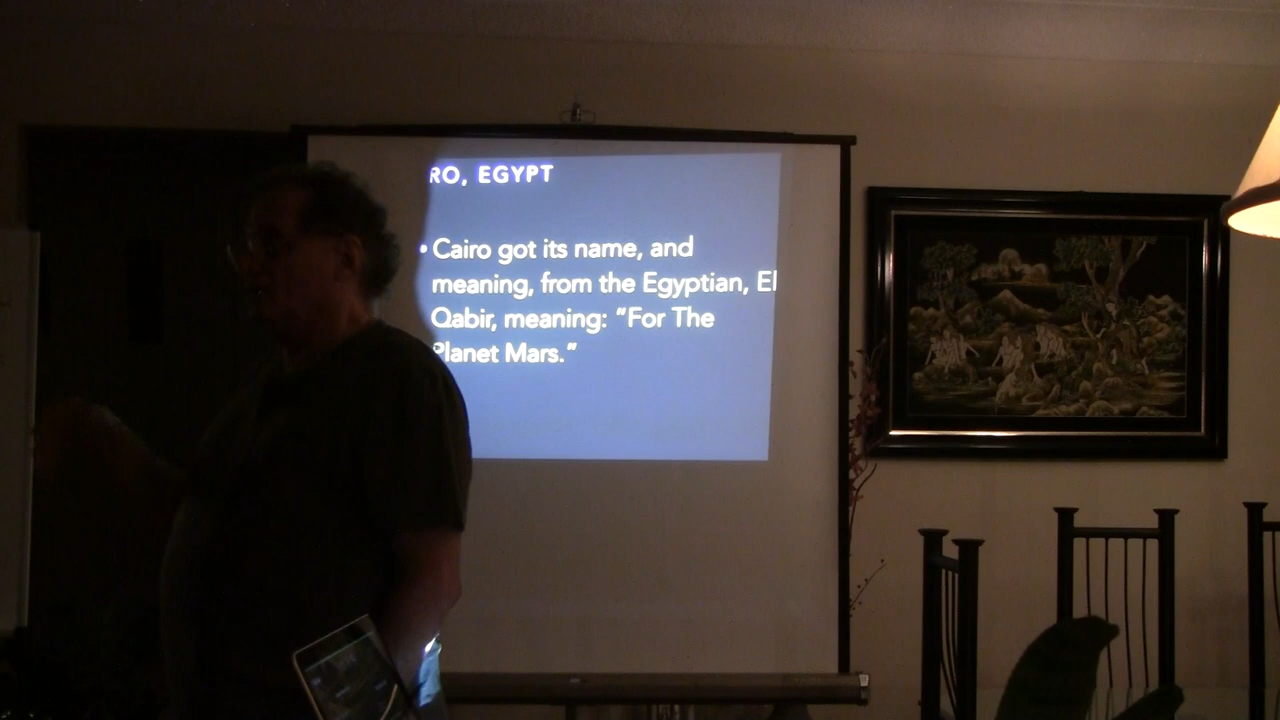 RO, EGYPT
• Cairo got its name, and
meaning, from the Egyptian, El
Qabir, meaning: “For The
Planet Mars.”